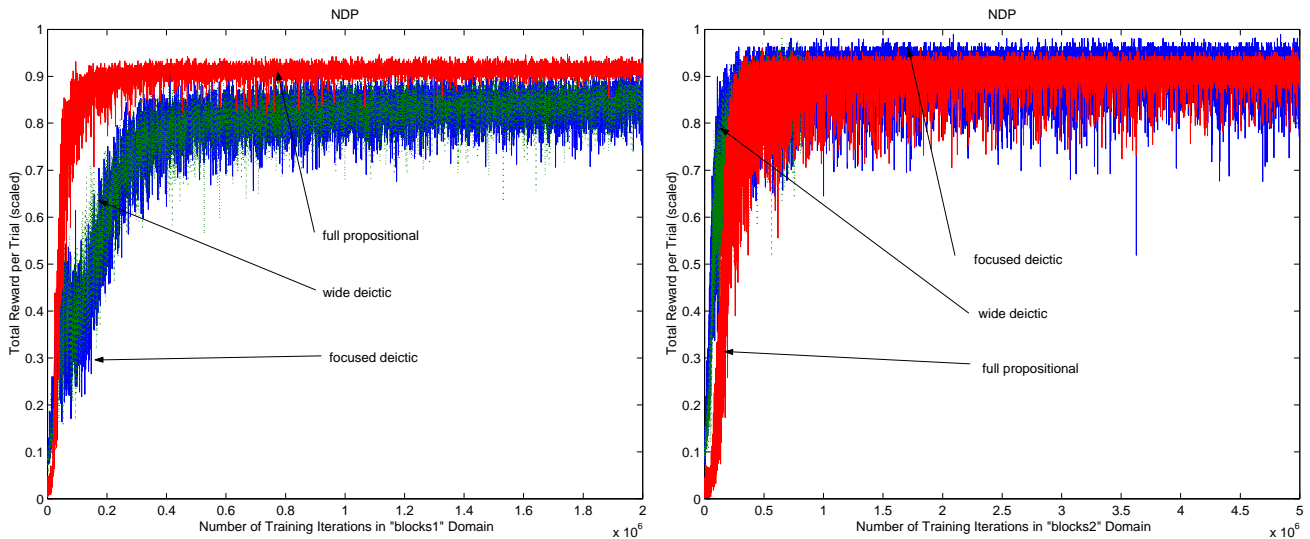 NDP
1
0.9
0.8
0.7
0.6
0.5
0.4
0.3
0.2
0.1
0
Total Reward per Trial (scaled)
full propositional
wide deictic
focused deictic
0 0.2 0.4 0.6 0.8 1 1.2 1.4 1.6 1.8 2
x 10^6
Number of Training Iterations in "blocks1" Domain
NDP
1
0.9
0.8
0.7
0.6
0.5
0.4
0.3
0.2
0.1
0
Total Reward per Trial (scaled)
focused deictic
wide deictic
full propositional
0 0.5 1 1.5 2 2.5 3 3.5 4 4.5 5
x 10^6
Number of Training Iterations in "blocks2" Domain